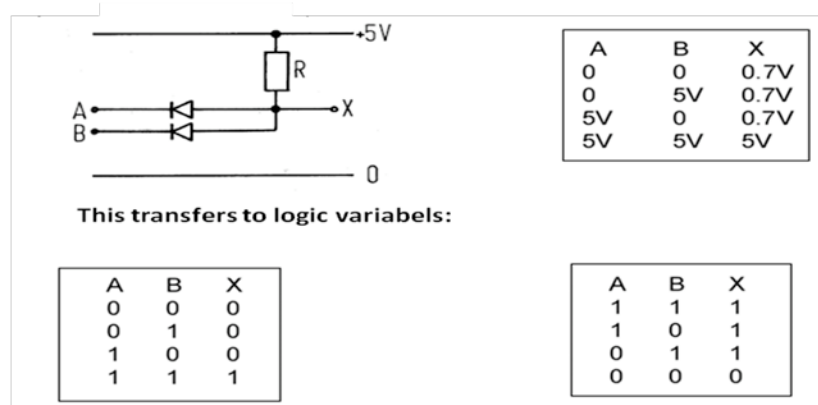 +5V
R
A
X
B
0
A B X
0 0 0.7V
0 5V 0.7V
5V 0 0.7V
5V 5V 5V
This transfers to logic variabels:
A B X
0 0 0
0 1 0
1 0 0
1 1 1
A B X
1 1 1
1 0 1
0 1 1
0 0 0